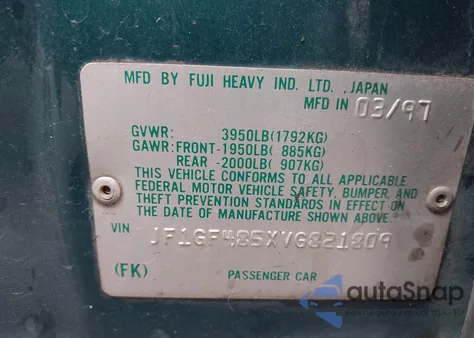 MFD BY FUJI HEAVY IND. LTD., JAPAN
MFD IN 03/97
GVWR: 3950LB(1792KG)
GAWR: FRONT-1950LB( 885KG)
REAR -2000LB( 907KG)
THIS VEHICLE CONFORMS TO ALL APPLICABLE
FEDERAL MOTOR VEHICLE SAFETY, BUMPER, AND
THEFT PREVENTION STANDARDS IN EFFECT ON
THE DATE OF MANUFACTURE SHOWN ABOVE.
VIN JF1GF485XVG821809
(FK) PASSENGER CAR
autoSnap